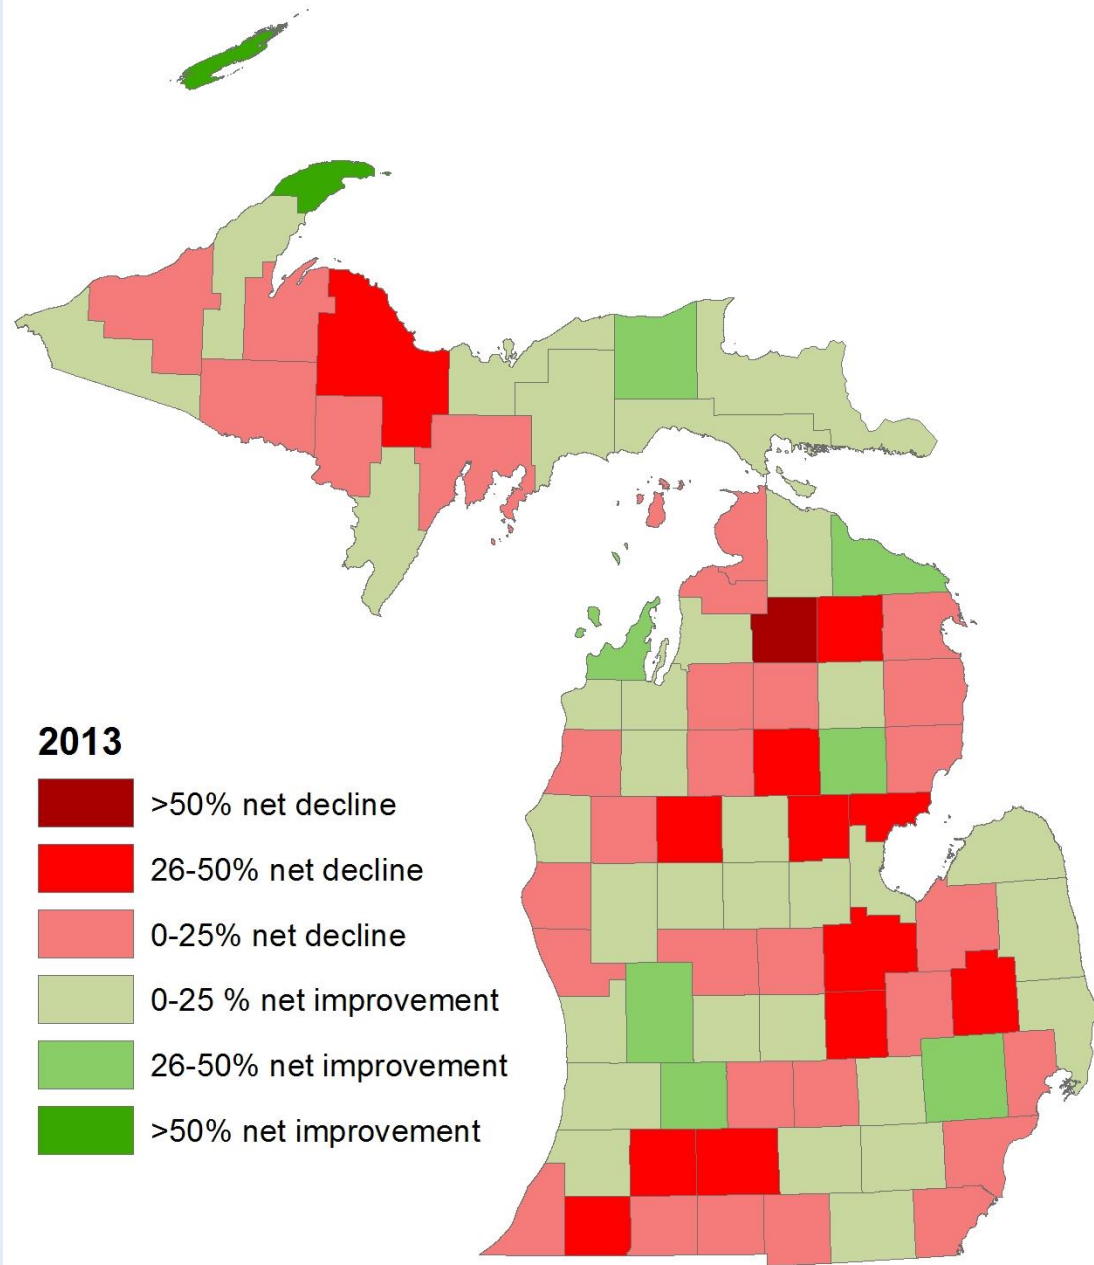 2013
>50% net decline
26-50% net decline
0-25% net decline
0-25 % net improvement
26-50% net improvement
>50% net improvement